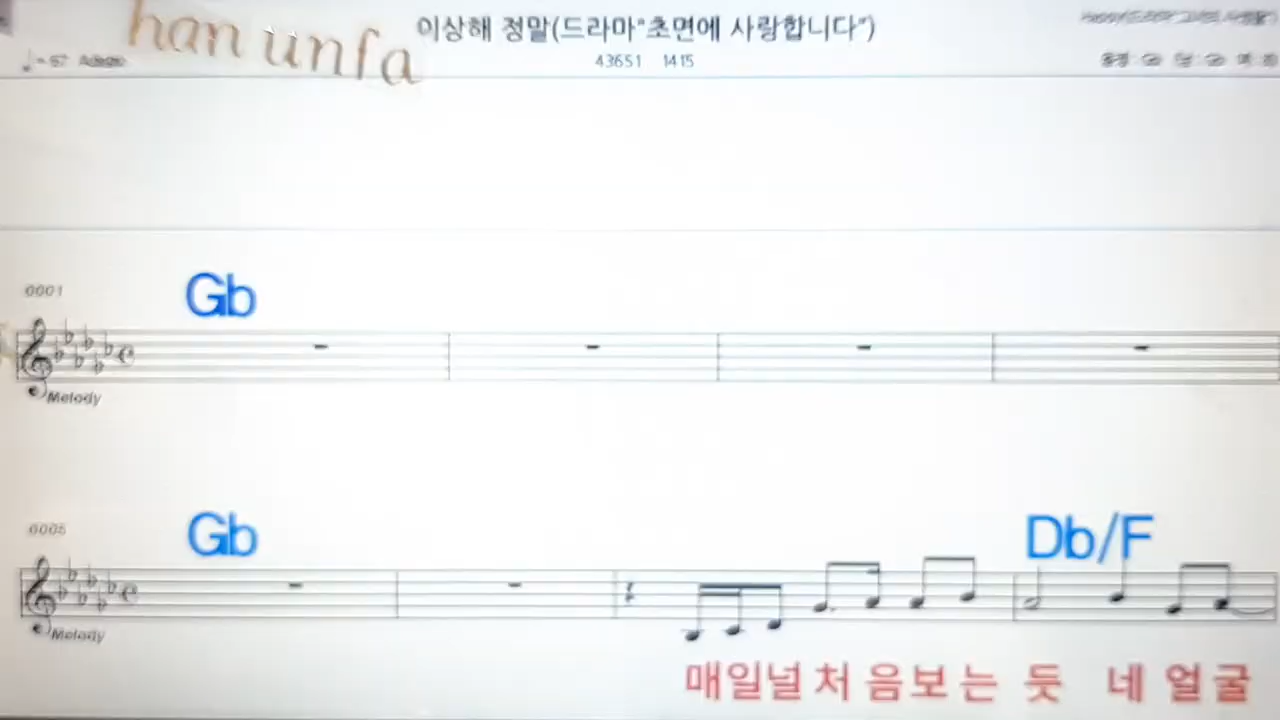 han unfa
이상해 정말(드라마"초면에 사랑합니다")
♩= 67 Adagio
43651 1415
0001
Gb
Melody
0005
Gb
Db/F
Melody
매일널 처 음보 는 듯 네 얼 굴